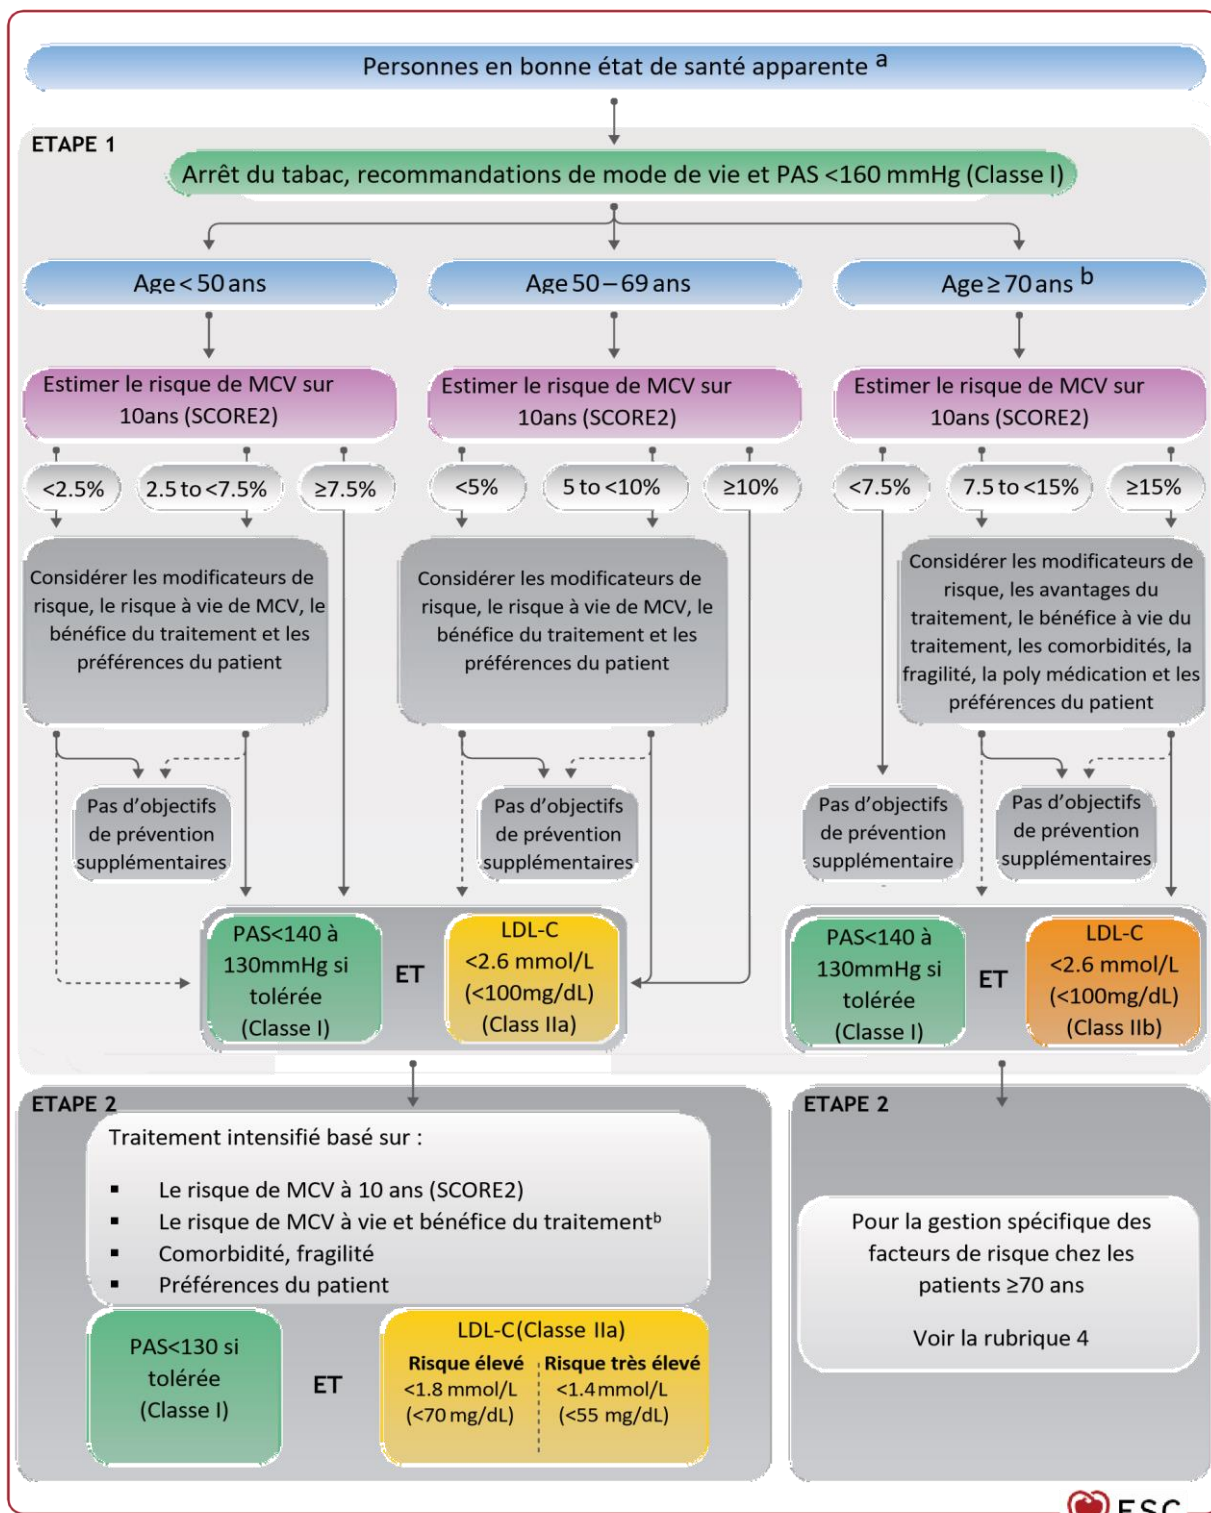 Personnes en bonne état de santé apparente a
ETAPE 1
Arrêt du tabac, recommandations de mode de vie et PAS <160 mmHg (Classe I)
Age < 50 ans
Age 50 – 69 ans
Age ≥ 70 ans b
Estimer le risque de MCV sur
10ans (SCORE2)
Estimer le risque de MCV sur
10ans (SCORE2)
Estimer le risque de MCV sur
10ans (SCORE2)
<2.5%
2.5 to <7.5%
≥7.5%
<5%
5 to <10%
≥10%
<7.5%
7.5 to <15%
≥15%
Considérer les modificateurs de
risque, le risque à vie de MCV, le
bénéfice du traitement et les
préférences du patient
Considérer les modificateurs de
risque, le risque à vie de MCV, le
bénéfice du traitement et les
préférences du patient
Considérer les modificateurs de
risque, les avantages du
traitement, le bénéfice à vie du
traitement, les comorbidités, la
fragilité, la poly médication et les
préférences du patient
Pas d’objectifs
de prévention
supplémentaires
Pas d’objectifs
de prévention
supplémentaires
Pas d’objectifs
de prévention
supplémentaire
Pas d’objectifs
de prévention
supplémentaires
PAS<140 à
130mmHg si
tolérée
(Classe I)
ET
LDL-C
<2.6 mmol/L
(<100mg/dL)
(Class IIa)
PAS<140 à
130mmHg si
tolérée
(Classe I)
ET
LDL-C
<2.6 mmol/L
(<100mg/dL)
(Class IIb)
ETAPE 2
Traitement intensifié basé sur :
▪ Le risque de MCV à 10 ans (SCORE2)
▪ Le risque de MCV à vie et bénéfice du traitementb
▪ Comorbidité, fragilité
▪ Préférences du patient
PAS<130 si
tolérée
(Classe I)
ET
LDL-C(Classe IIa)
Risque élevé
<1.8 mmol/L
(<70 mg/dL)
Risque très élevé
<1.4 mmol/L
(<55 mg/dL)
ETAPE 2
Pour la gestion spécifique des
facteurs de risque chez les
patients ≥70 ans
Voir la rubrique 4
ESC